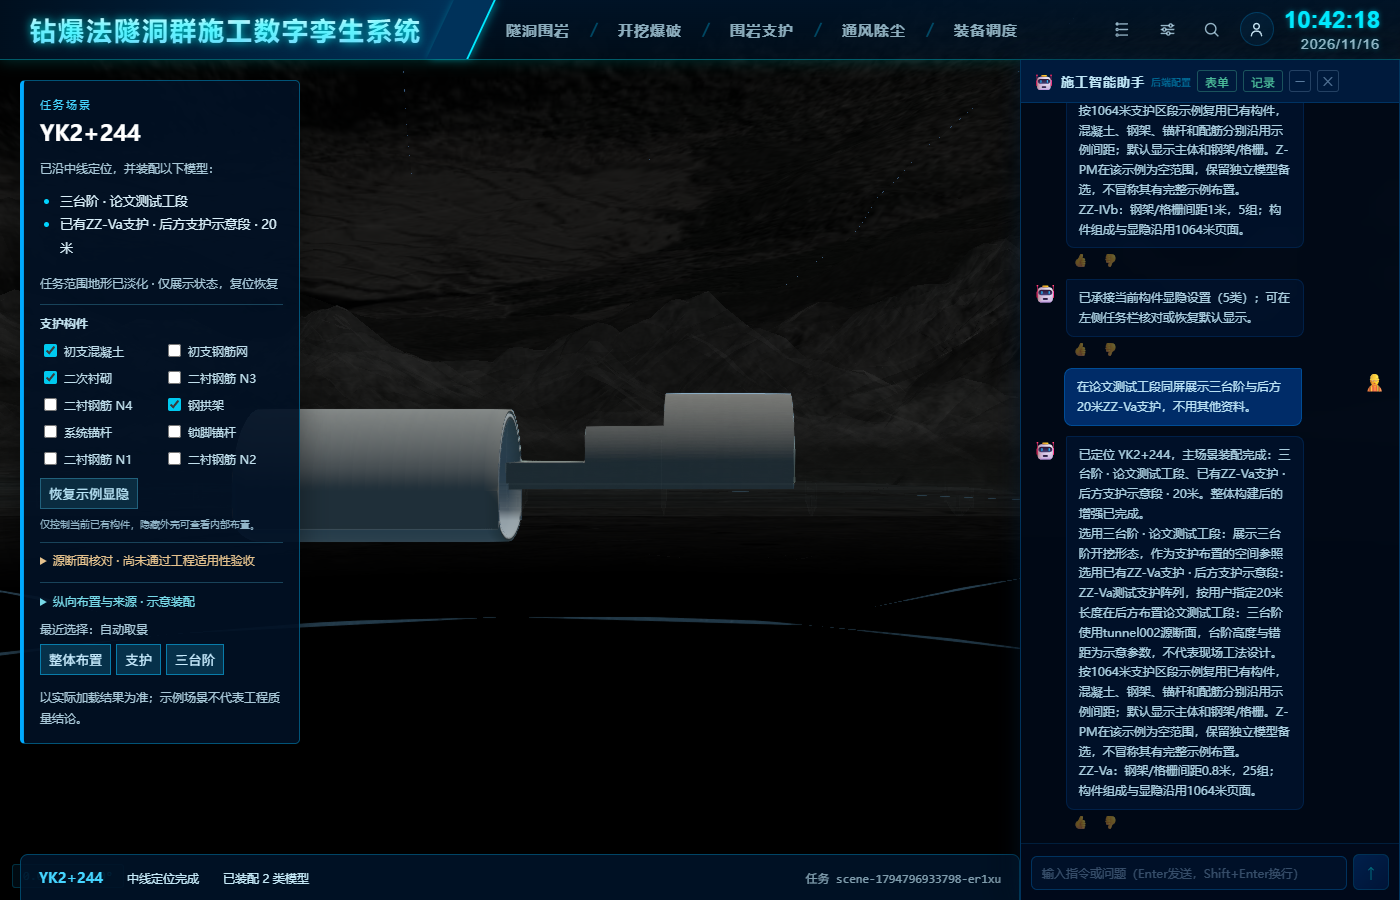 钻爆法隧洞群施工数字孪生系统
隧洞围岩 / 开挖爆破 / 围岩支护 / 通风除尘 / 装备调度
10:42:18
2026/11/16
任务场景
YK2+244
已沿中线定位，并装配以下模型：
三台阶 · 论文测试工段
已有ZZ-Va支护 · 后方支护示意段 · 20
米
任务范围地形已淡化 · 仅展示状态，复位恢复
支护构件
初支混凝土 初支钢筋网
二次衬砌 二衬钢筋 N3
二衬钢筋 N4 钢拱架
系统锚杆 锁脚锚杆
二衬钢筋 N1 二衬钢筋 N2
恢复示例显隐
仅控制当前已有构件，隐藏外壳可查看内部布置。
源断面核对 · 尚未通过工程适用性验收
纵向布置与来源 · 示意装配
最近选择：自动取景
整体布置 支护 三台阶
以实际加载结果为准；示例场景不代表工程质
量结论。
施工智能助手 后端配置 表单 记录
按1064米支护区段示例复用已有构件，
混凝土、钢架、锚杆和配筋分别沿用示
例间距；默认显示主体和钢架/格栅。Z-
PM在该示例为空范围，保留独立模型备
选，不冒称其有完整示例布置。
ZZ-IVb：钢架/格栅间距1米，5组；构
件组成与显隐沿用1064米页面。
已承接当前构件显隐设置（5类）；可在
左侧任务栏核对或恢复默认显示。
在论文测试工段同屏展示三台阶与后方
20米ZZ-Va支护，不用其他资料。
已定位 YK2+244，主场景装配完成：三
台阶 · 论文测试工段、已有ZZ-Va支护 ·
后方支护示意段 · 20米。整体构建后的
增强已完成。
选用三台阶 · 论文测试工段：展示三台
阶开挖形态，作为支护布置的空间参照
选用已有ZZ-Va支护 · 后方支护示意段：
ZZ-Va测试支护阵列，按用户指定20米
长度在后方布置论文测试工段：三台阶
使用tunnel002源断面，台阶高度与错
距为示意参数，不代表现场工法设计。
按1064米支护区段示例复用已有构件，
混凝土、钢架、锚杆和配筋分别沿用示
例间距；默认显示主体和钢架/格栅。Z-
PM在该示例为空范围，保留独立模型备
选，不冒称其有完整示例布置。
ZZ-Va：钢架/格栅间距0.8米，25组；
构件组成与显隐沿用1064米页面。
输入指令或问题（Enter发送，Shift+Enter换行）
YK2+244 中线定位完成 已装配 2 类模型 任务 scene-1794796933798-er1xu